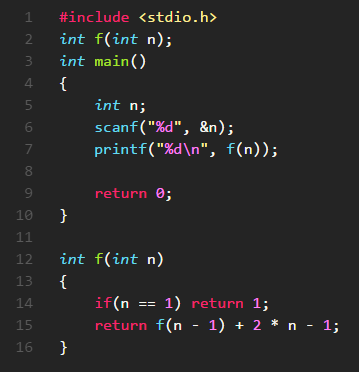 1 #include <stdio.h>
2 int f(int n);
3 int main()
4 {
5     int n;
6     scanf("%d", &n);
7     printf("%d\n", f(n));
8
9     return 0;
10 }
11
12 int f(int n)
13 {
14     if(n == 1) return 1;
15     return f(n - 1) + 2 * n - 1;
16 }